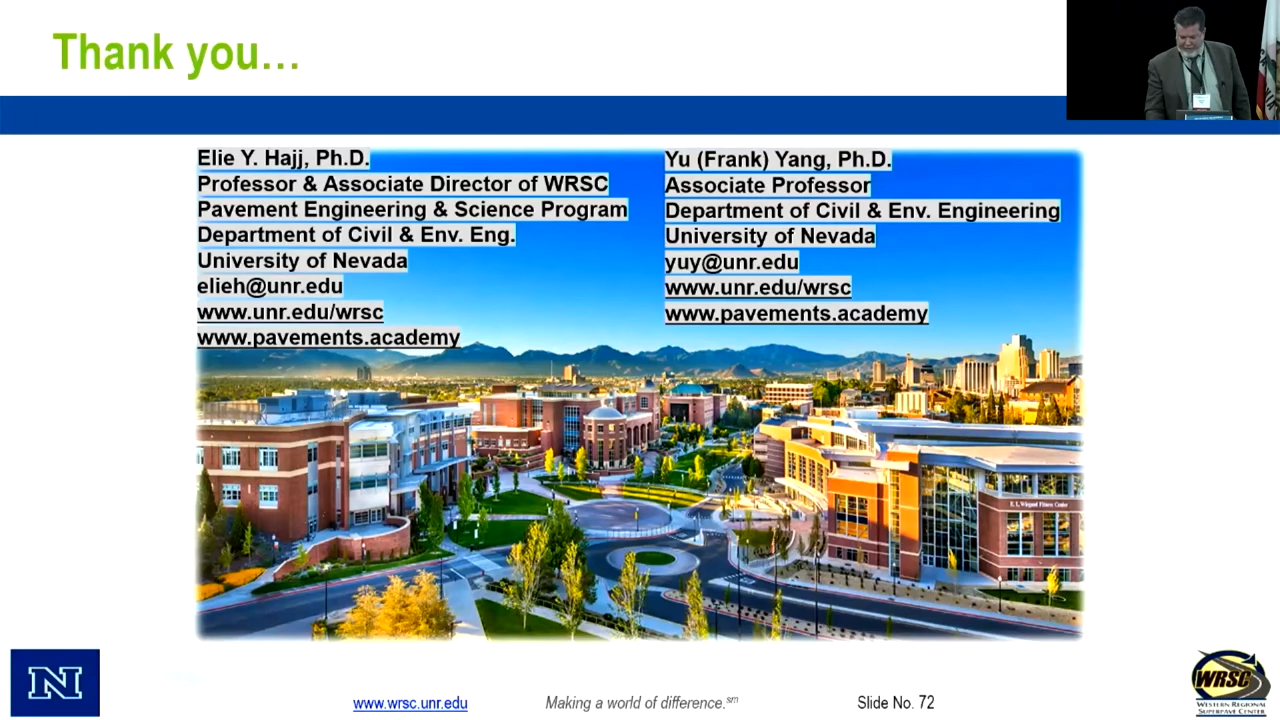 Thank you…
Elie Y. Hajj, Ph.D.
Professor & Associate Director of WRSC
Pavement Engineering & Science Program
Department of Civil & Env. Eng.
University of Nevada
elieh@unr.edu
www.unr.edu/wrsc
www.pavements.academy
Yu (Frank) Yang, Ph.D.
Associate Professor
Department of Civil & Env. Engineering
University of Nevada
yuy@unr.edu
www.unr.edu/wrsc
www.pavements.academy
E. L. Wiegand Fitness Center
N
www.wrsc.unr.edu
Making a world of difference.sm
Slide No. 72
WRSC
WESTERN REGIONAL
SUPERPAVE CENTER